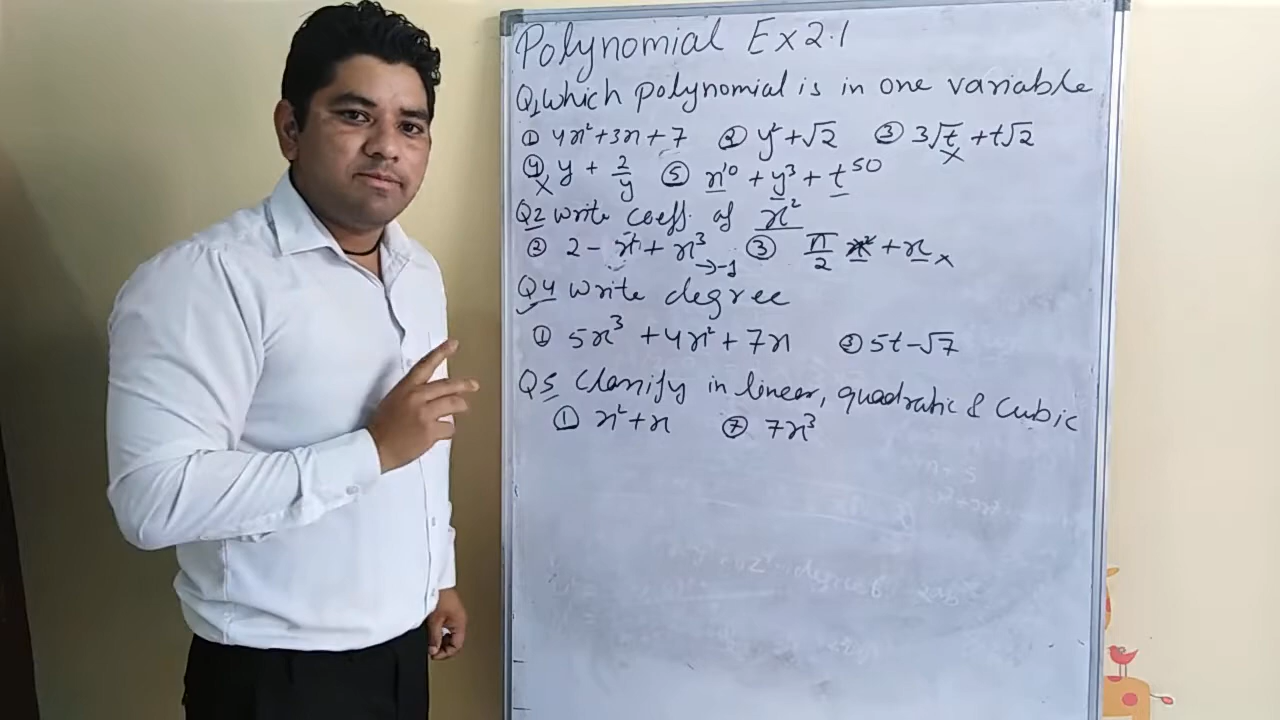 Polynomial Ex 2.1
Q1 Which polynomial is in one variable
① 4x²+3x+7 ② y²+√2 ③ 3√t + t√2
x
④ y + 2/y ⑤ x¹⁰ + y³ + t⁵⁰
x
Q2 Write coeff. of x²
② 2 - x² + x³ ③ π/2 x² + x x
→ -1
Q4 Write degree
① 5x³ + 4x² + 7x ③ 5t-√7
Q5 Classify in linear, quadratic & Cubic
① x²+x ⑦ 7x³